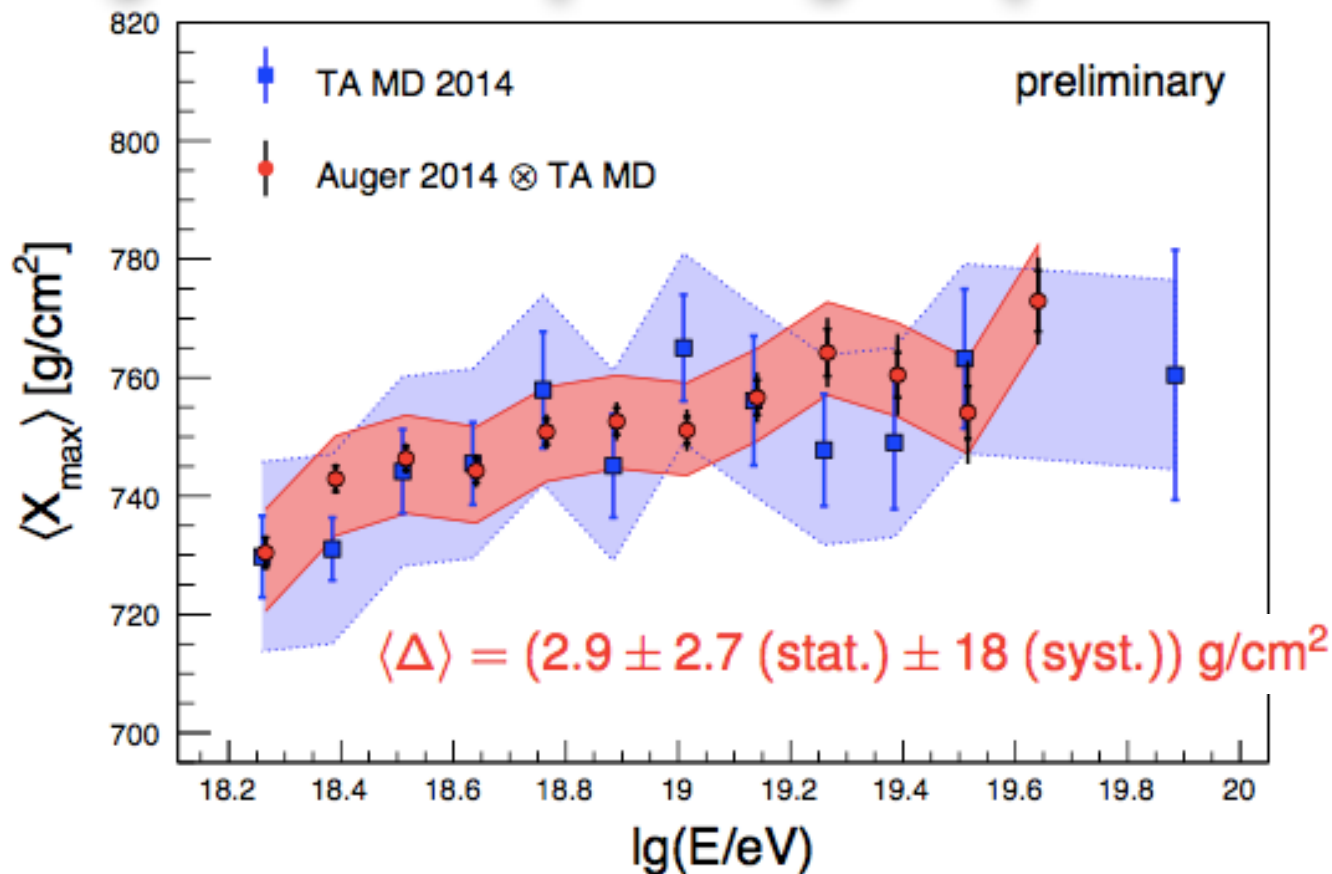 820
800
780
760
740
720
700
⟨X_max⟩ [g/cm²]
TA MD 2014
Auger 2014 ⊗ TA MD
preliminary
⟨Δ⟩ = (2.9 ± 2.7 (stat.) ± 18 (syst.)) g/cm²
18.2 18.4 18.6 18.8 19 19.2 19.4 19.6 19.8 20
lg(E/eV)